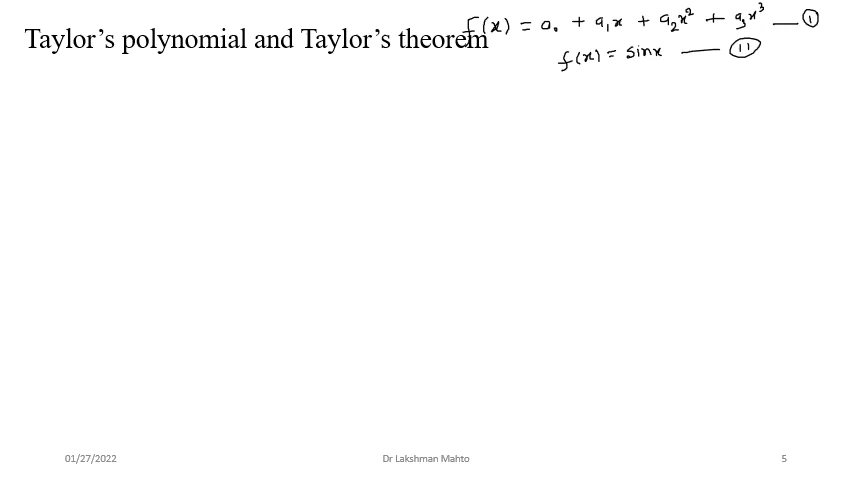 Taylor's polynomial and Taylor's theorem
f(x) = a₀ + a₁x + a₂x² + a₃x³ — ①
f(x) = sinx — (11)
01/27/2022
Dr Lakshman Mahto
5